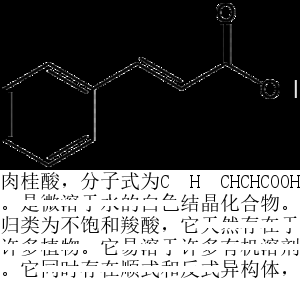 O
O
肉桂酸，分子式为C H CHCHCOOH
。是微溶于水的白色结晶化合物。
归类为不饱和羧酸，它天然存在于
许多植物。它易溶于许多有机溶剂
。它同时存在顺式和反式异构体，